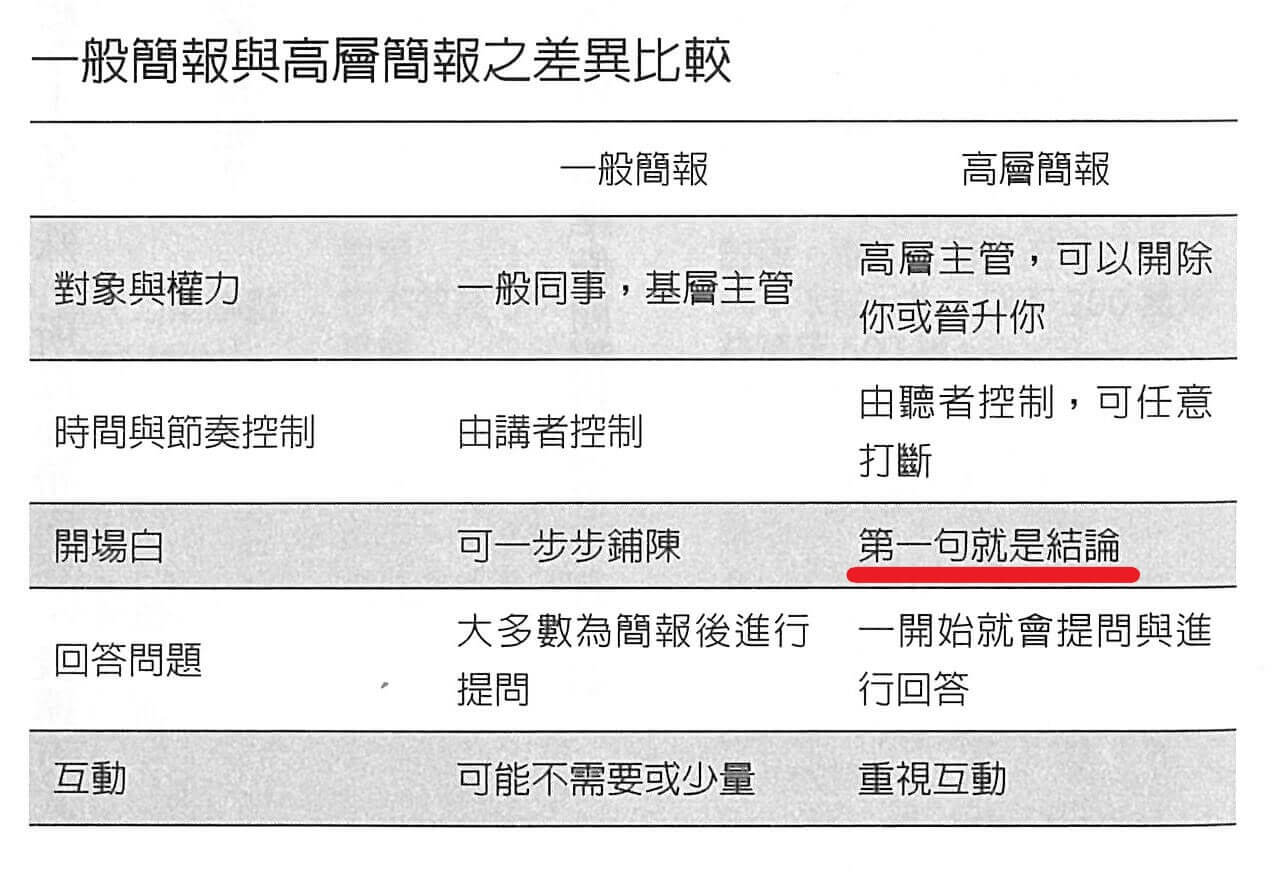 一般簡報與高層簡報之差異比較
一般簡報 高層簡報
對象與權力 一般同事，基層主管 高層主管，可以開除
你或晉升你
時間與節奏控制 由講者控制 由聽者控制，可任意
打斷
開場白 可一步步鋪陳 第一句就是結論
回答問題 大多數為簡報後進行
提問 一開始就會提問與進
行回答
互動 可能不需要或少量 重視互動